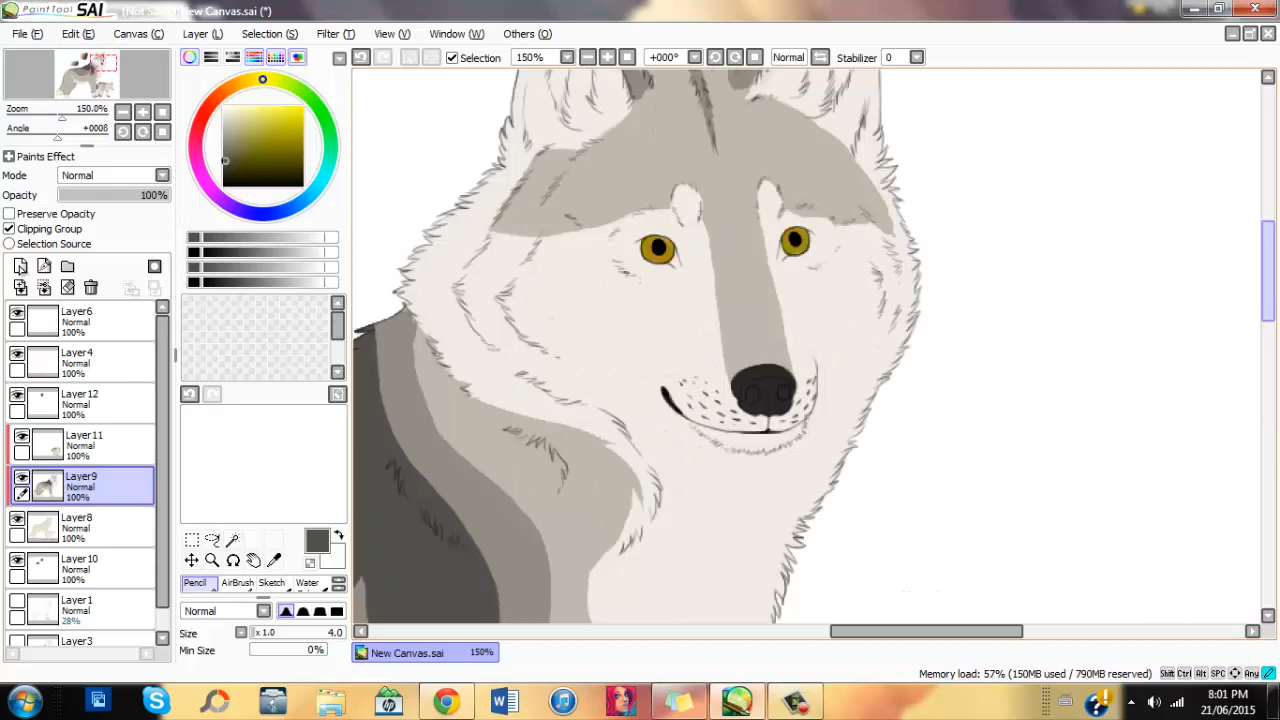 PaintTool SAI (Not Saved) New Canvas.sai (*)
File (F) Edit (E) Canvas (C) Layer (L) Selection (S) Filter (T) View (V) Window (W) Others (O)
Selection 150% +000° Normal Stabilizer 0
Zoom 150.0%
Angle +0008
Paints Effect
Mode Normal
Opacity 100%
Preserve Opacity
Clipping Group
Selection Source
Layer6
Normal
100%
Layer4
Normal
100%
Layer12
Normal
100%
Layer11
Normal
100%
Layer9
Normal
100%
Layer8
Normal
100%
Layer10
Normal
100%
Layer1
Normal
28%
Layer3
Pencil AirBrush Sketch Water
Normal
Size x 1.0 4.0
Min Size 0%
New Canvas.sai 150%
Memory load: 57% (150MB used / 790MB reserved) Shift Ctrl Alt SPC Any
8:01 PM
21/06/2015